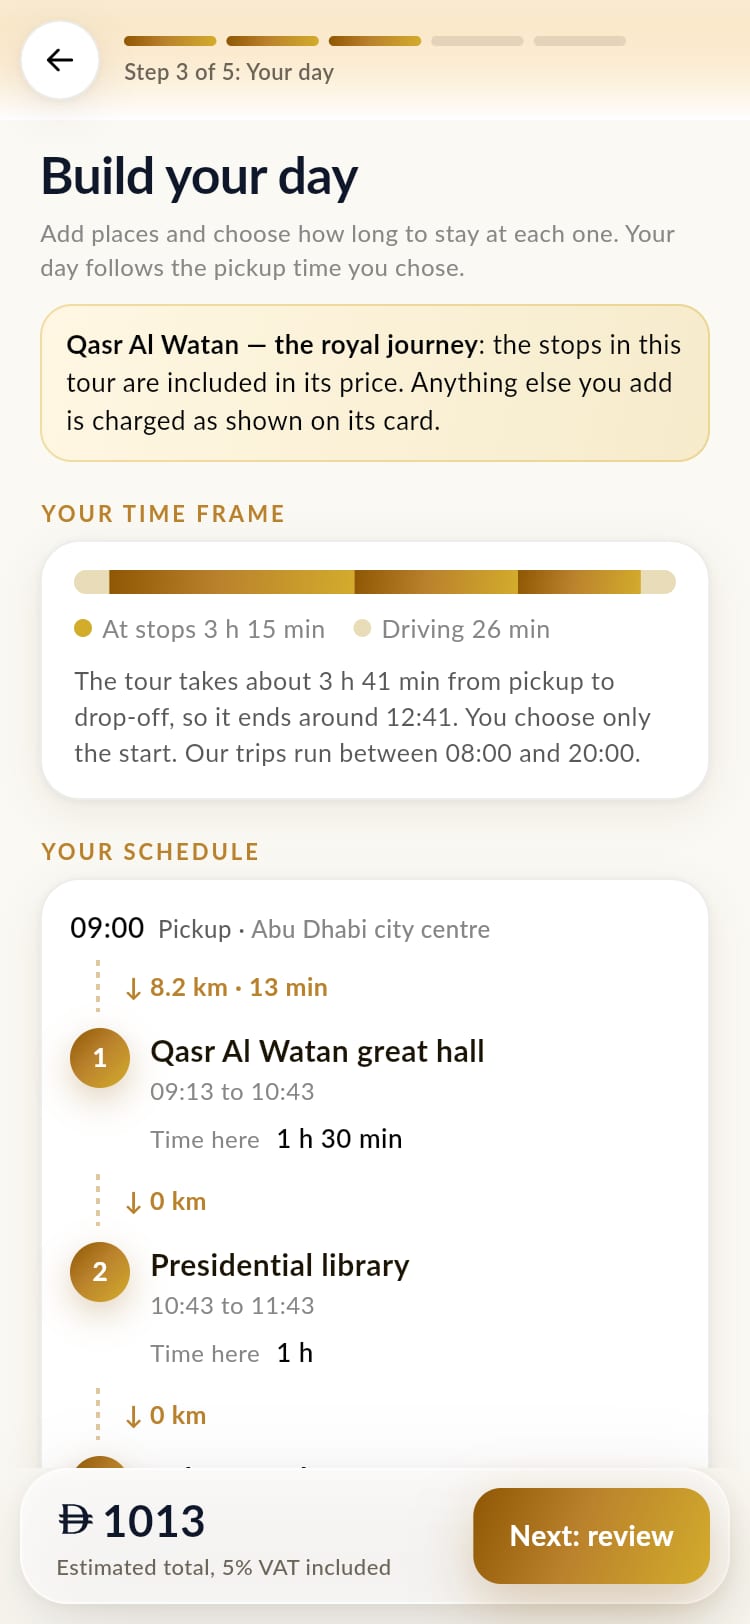 Step 3 of 5: Your day
Build your day
Add places and choose how long to stay at each one. Your
day follows the pickup time you chose.
Qasr Al Watan — the royal journey: the stops in this
tour are included in its price. Anything else you add
is charged as shown on its card.
YOUR TIME FRAME
At stops 3 h 15 min Driving 26 min
The tour takes about 3 h 41 min from pickup to
drop-off, so it ends around 12:41. You choose only
the start. Our trips run between 08:00 and 20:00.
YOUR SCHEDULE
09:00 Pickup · Abu Dhabi city centre
↓ 8.2 km · 13 min
1 Qasr Al Watan great hall
09:13 to 10:43
Time here 1 h 30 min
↓ 0 km
2 Presidential library
10:43 to 11:43
Time here 1 h
↓ 0 km
1013
Estimated total, 5% VAT included
Next: review